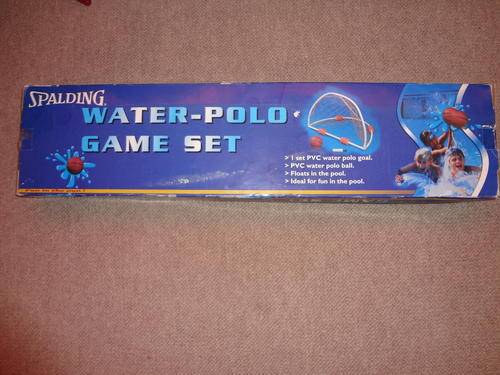 SPALDING
WATER-POLO
GAME SET
> 1 set PVC water polo goal.
> PVC water polo ball.
> Floats in the pool.
> Ideal for fun in the pool.